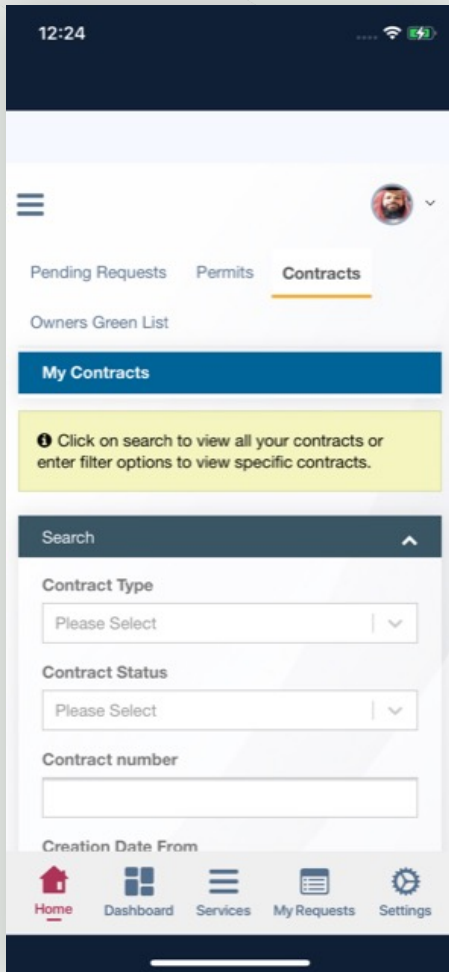 12:24
Pending Requests Permits Contracts
Owners Green List
My Contracts
Click on search to view all your contracts or
enter filter options to view specific contracts.
Search
Contract Type
Please Select
Contract Status
Please Select
Contract number
Creation Date From
Home Dashboard Services My Requests Settings